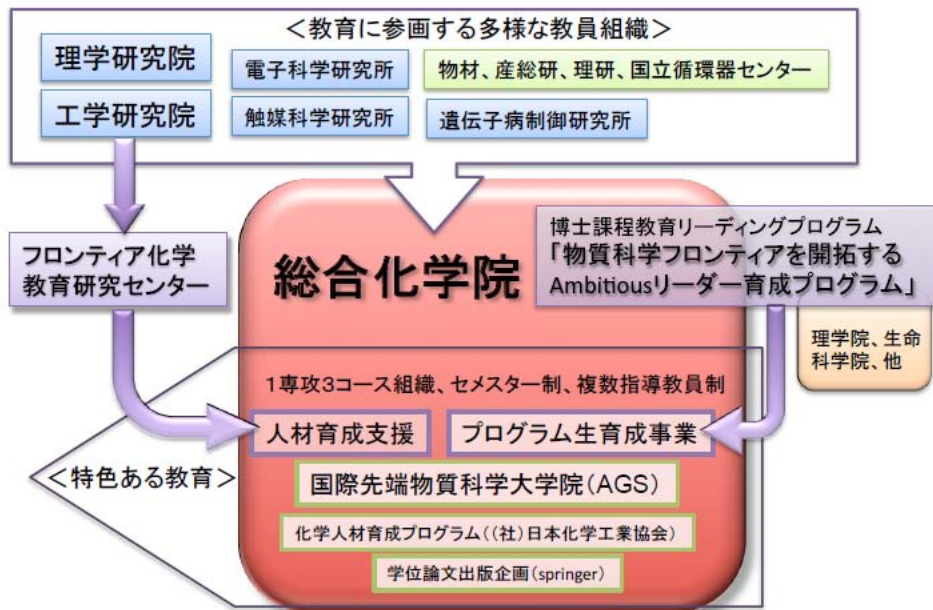 ＜教育に参画する多様な教員組織＞
理学研究院
電子科学研究所
物材、産総研、理研、国立循環器センター
工学研究院
触媒科学研究所
遺伝子病制御研究所
フロンティア化学
教育研究センター
総合化学院
博士課程教育リーディングプログラム
「物質科学フロンティアを開拓する
Ambitiousリーダー育成プログラム」
理学院、生命
科学院、他
１専攻３コース組織、セメスター制、複数指導教員制
人材育成支援
プログラム生育成事業
＜特色ある教育＞
国際先端物質科学大学院（AGS）
化学人材育成プログラム（（社）日本化学工業協会）
学位論文出版企画（springer）